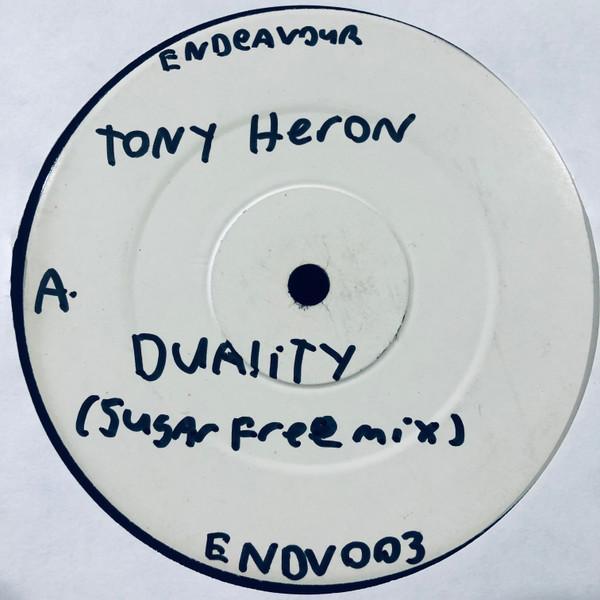 ENDeAVOUR
TONY HerON
A.
DUAliTY
(SugAr Free mix)
ENDV003